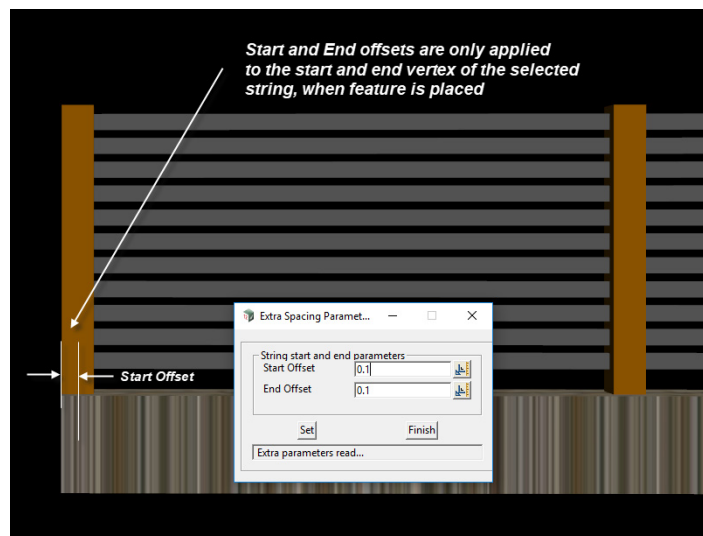 Start and End offsets are only applied
to the start and end vertex of the selected
string, when feature is placed
Extra Spacing Paramet...
String start and end parameters
Start Offset 0.1
End Offset 0.1
Start Offset
Set Finish
Extra parameters read...